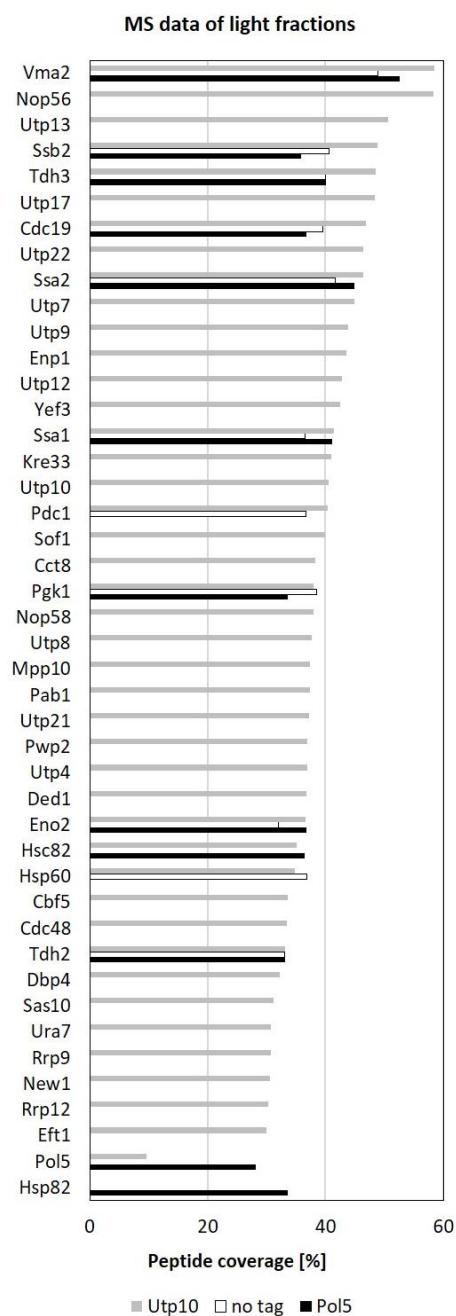 MS data of light fractions
Vma2
Nop56
Utp13
Ssb2
Tdh3
Utp17
Cdc19
Utp22
Ssa2
Utp7
Utp9
Enp1
Utp12
Yef3
Ssa1
Kre33
Utp10
Pdc1
Sof1
Cct8
Pgk1
Nop58
Utp8
Mpp10
Pab1
Utp21
Pwp2
Utp4
Ded1
Eno2
Hsc82
Hsp60
Cbf5
Cdc48
Tdh2
Dbp4
Sas10
Ura7
Rrp9
New1
Rrp12
Eft1
Pol5
Hsp82
0 20 40 60
Peptide coverage [%]
Utp10 no tag Pol5